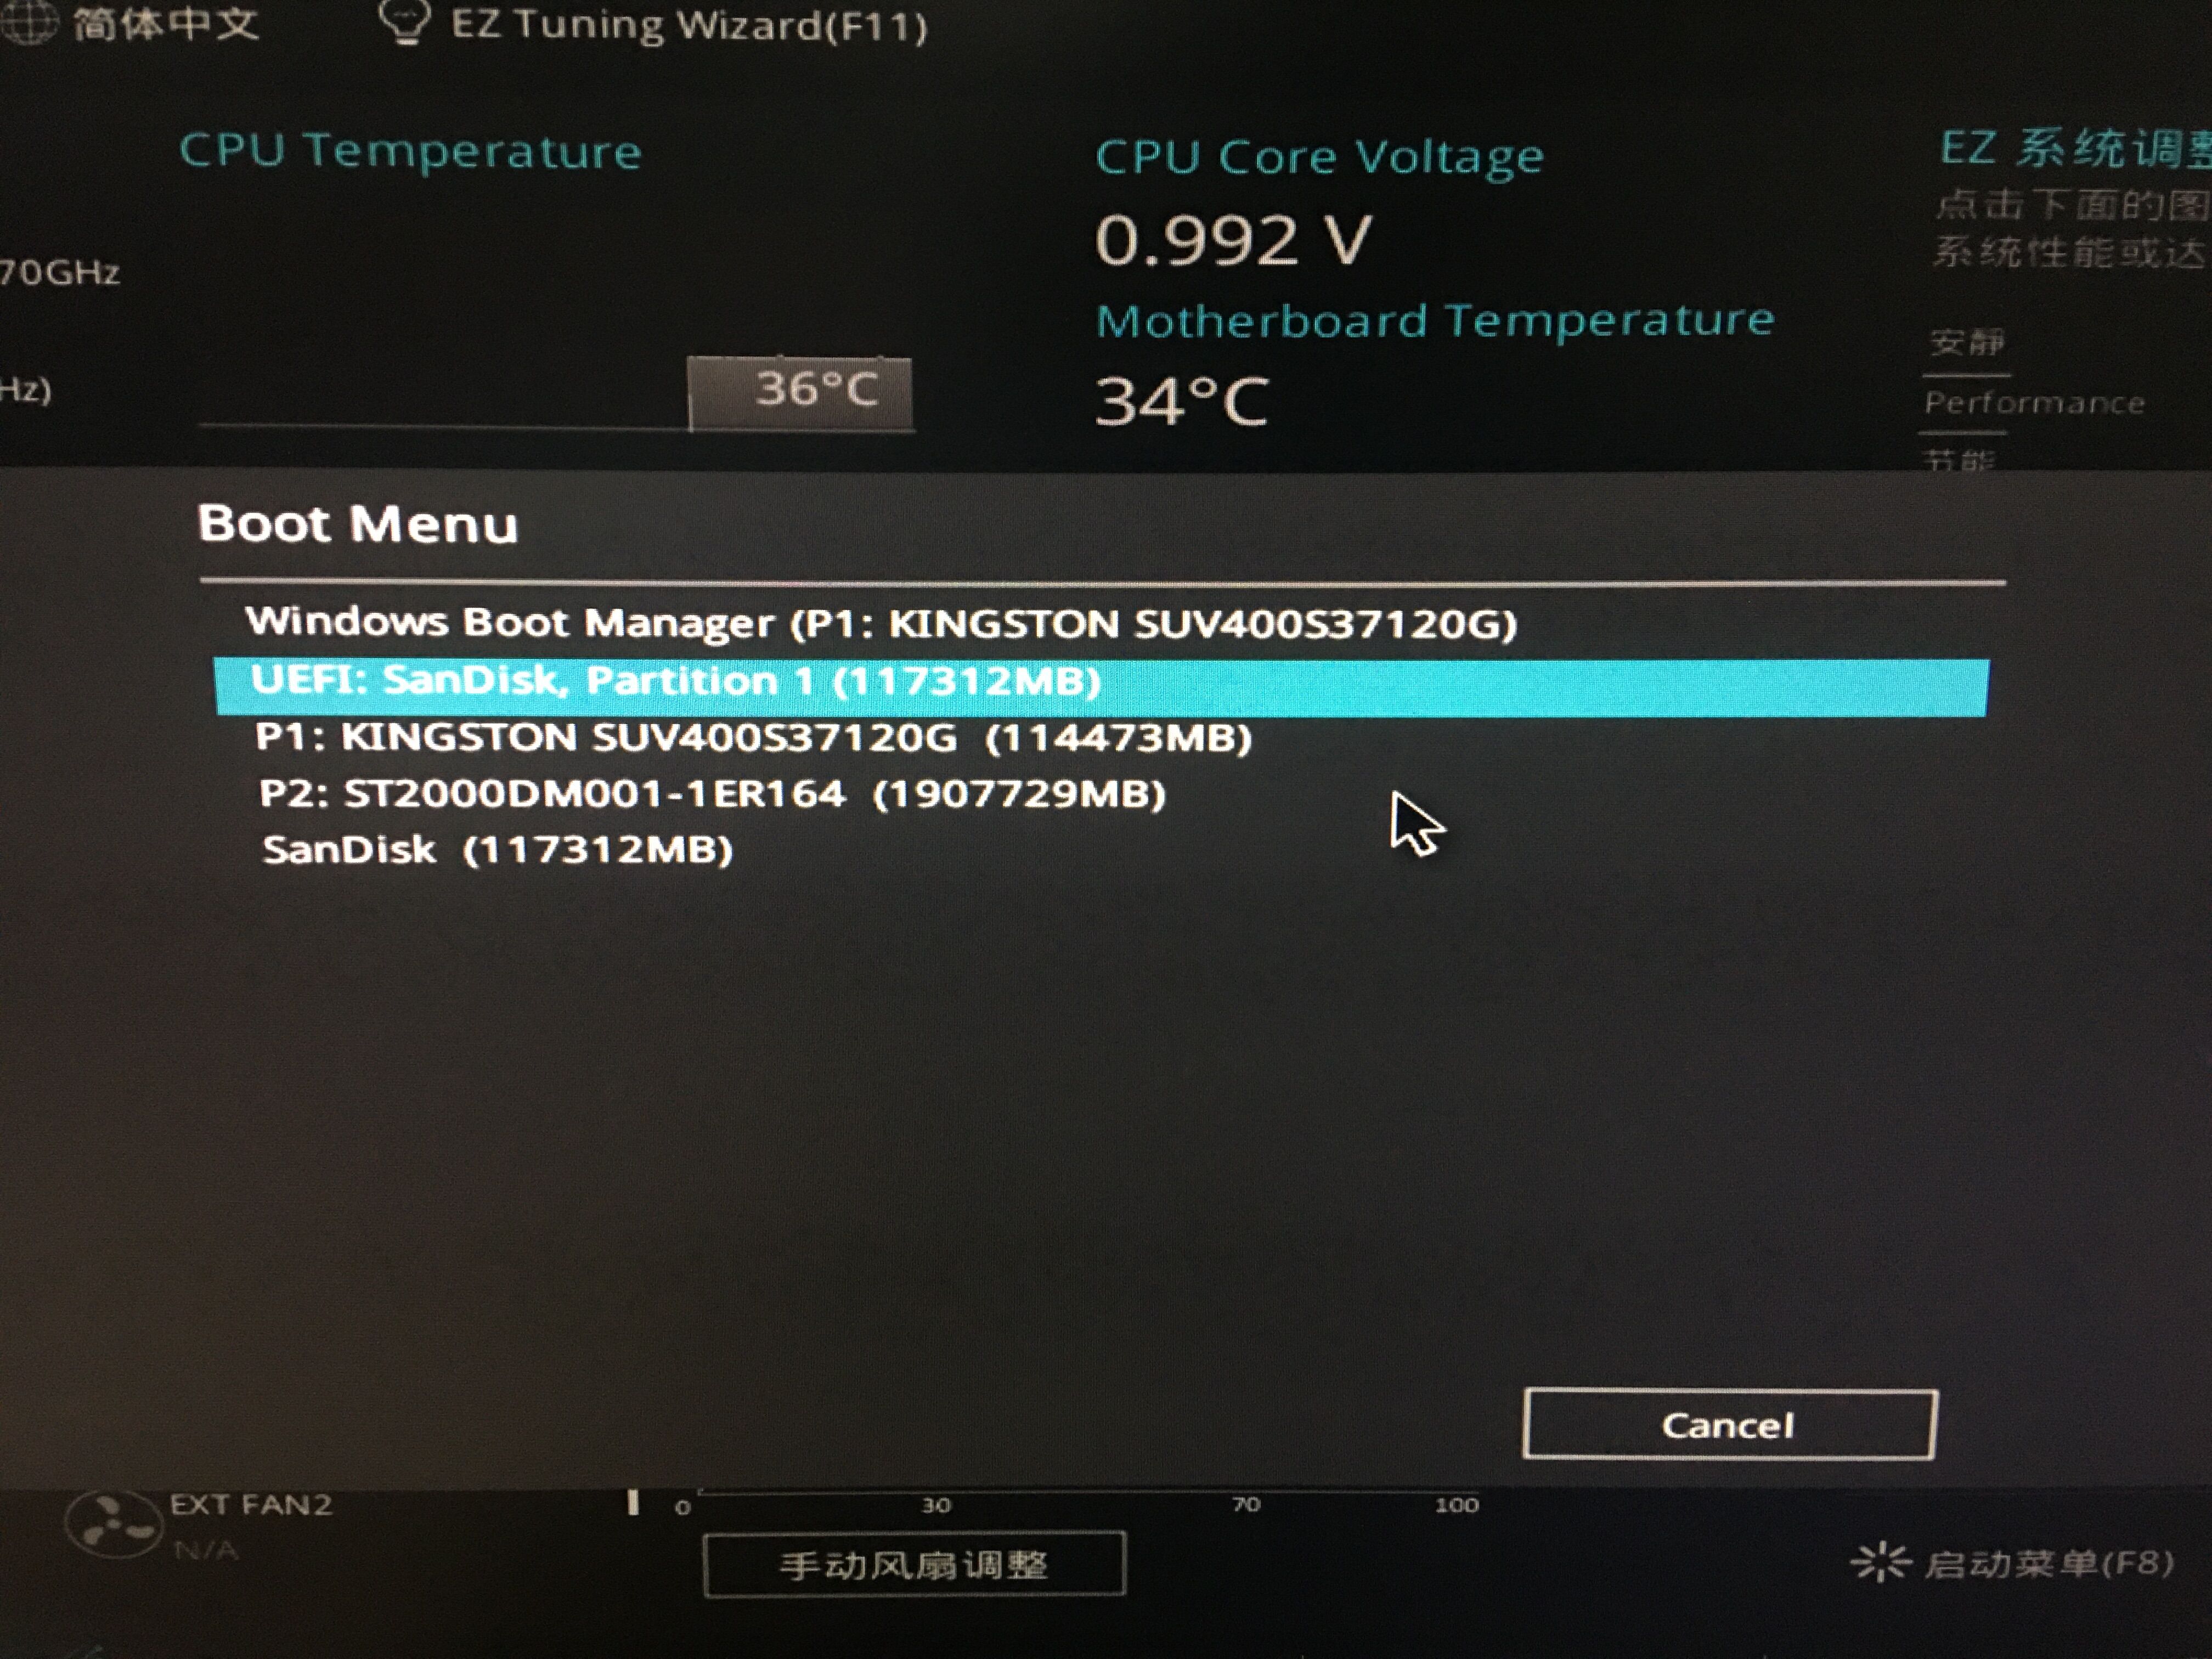 简体中文
EZ Tuning Wizard(F11)
CPU Temperature
CPU Core Voltage
EZ 系统调整
0.992 V
点击下面的图
系统性能或达
70GHz
Motherboard Temperature
安静
Hz)
36°C
34°C
Performance
节能
Boot Menu
Windows Boot Manager (P1: KINGSTON SUV400S37120G)
UEFI: SanDisk, Partition 1 (117312MB)
P1: KINGSTON SUV400S37120G (114473MB)
P2: ST2000DM001-1ER164 (1907729MB)
SanDisk (117312MB)
Cancel
EXT FAN2
0 30 70 100
N/A
手动风扇调整
启动菜单(F8)